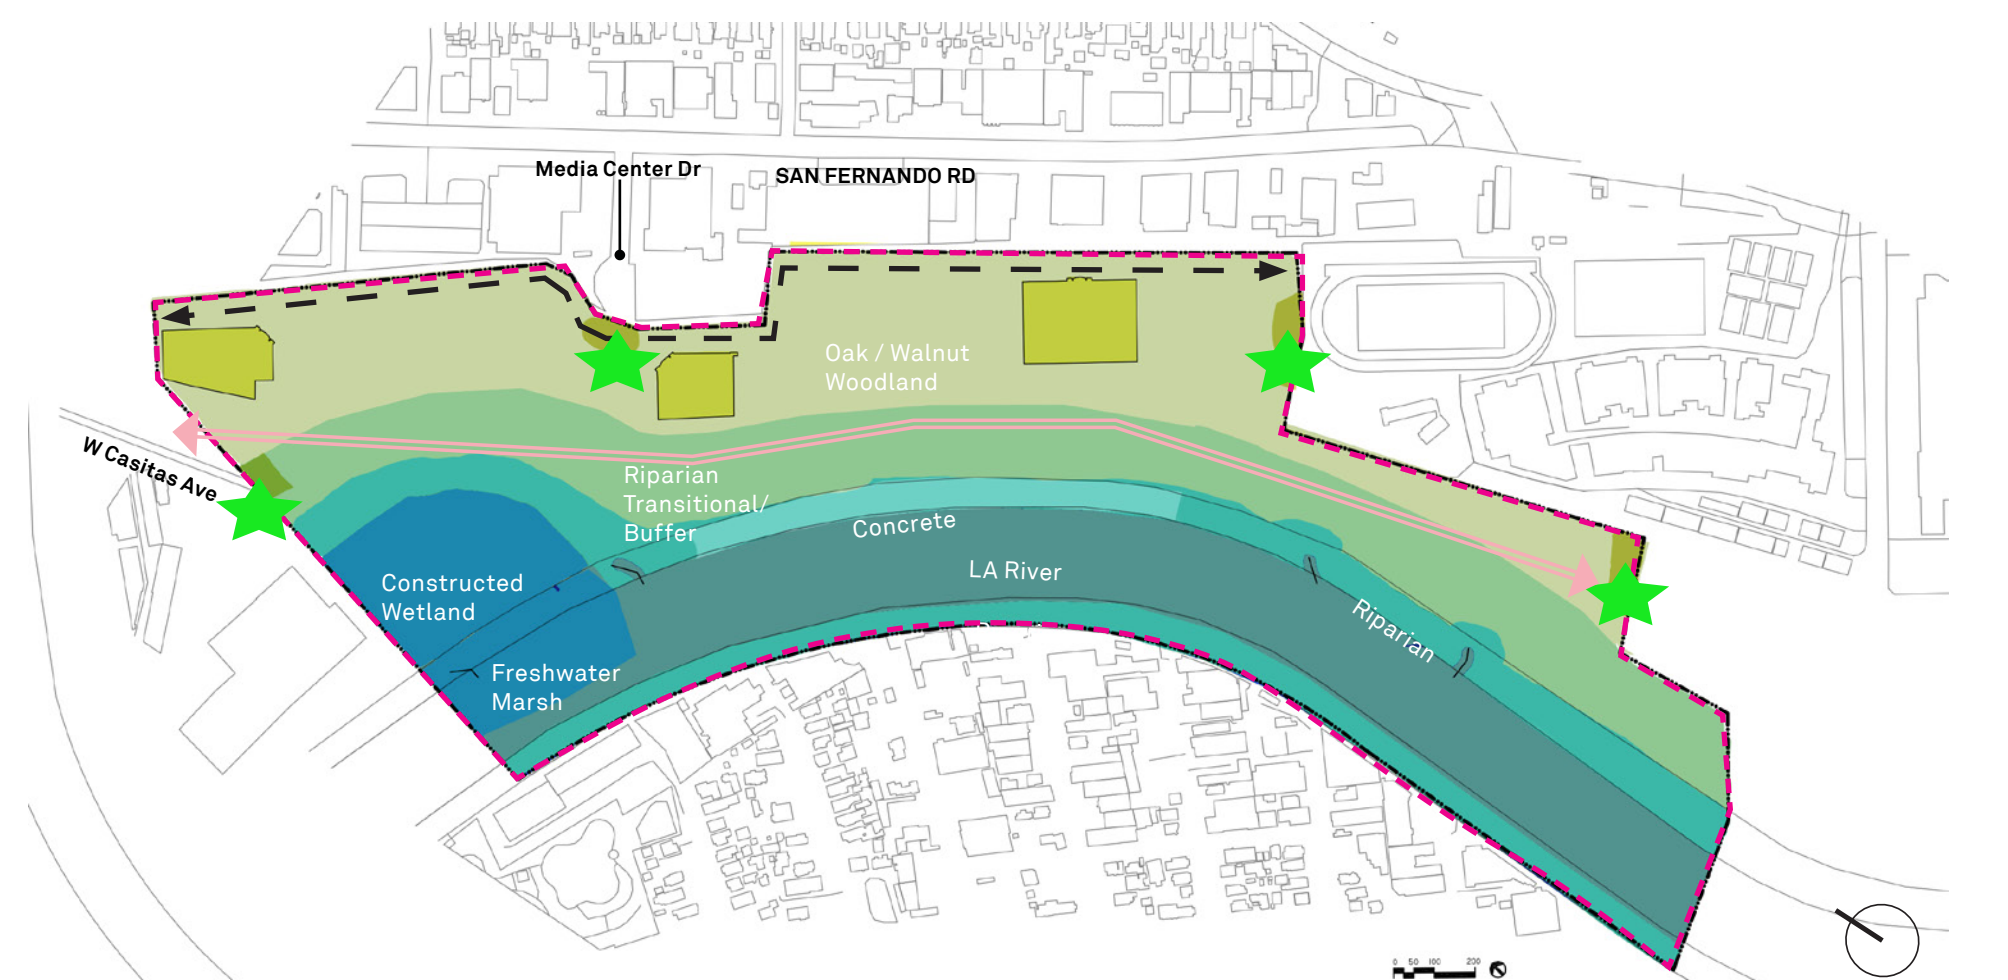 Media Center Dr
SAN FERNANDO RD
Oak / Walnut
Woodland
W Casitas Ave
Riparian
Transitional/
Buffer
Concrete
LA River
Constructed
Wetland
Riparian
Freshwater
Marsh
0 50 100 200